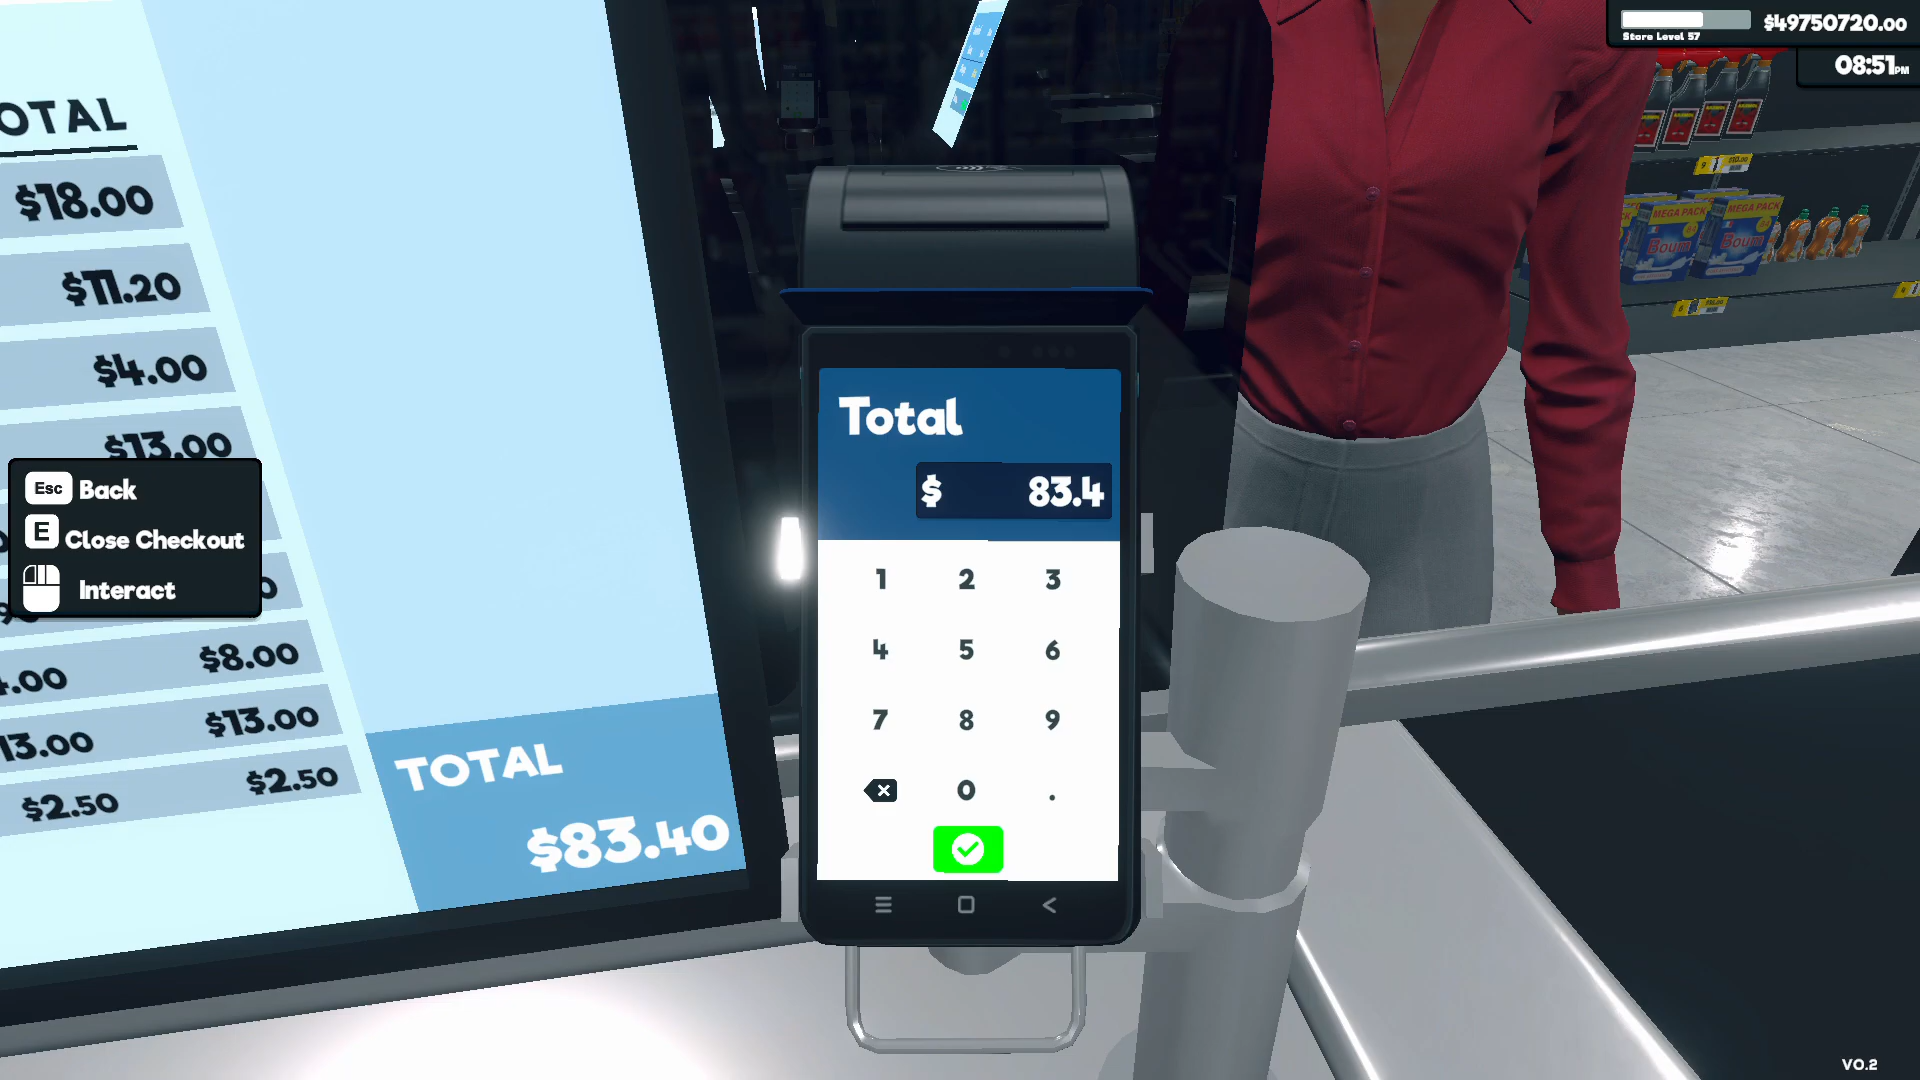 $49750720.00
Store Level 57
08:51PM
OTAL
$18.00
$11.20
$4.00
$13.00
Esc Back
E Close Checkout
Interact
$8.00
13.00 $13.00
$2.50 $2.50
TOTAL
$83.40
Total
$ 83.4
1 2 3
4 5 6
7 8 9
0 .
MEGA PACK
MEGA PACK
Boum
Boum
V0.2